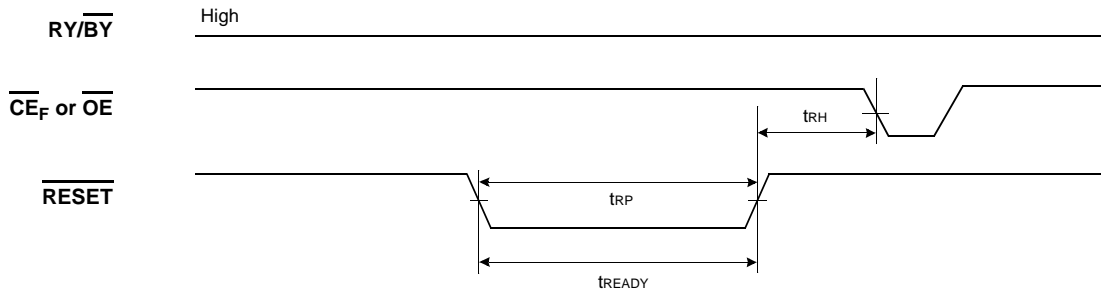 High
RY/BY
CEF or OE
tRH
RESET
tRP
tREADY